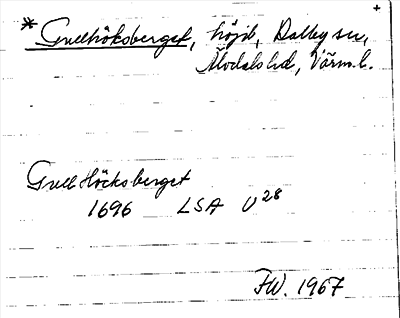 * Gullhöksberget, höjd, Dalby sn,
Älvdals hd, Värml.
Gull Höcksberget
1696 LSA U28
FW. 1967